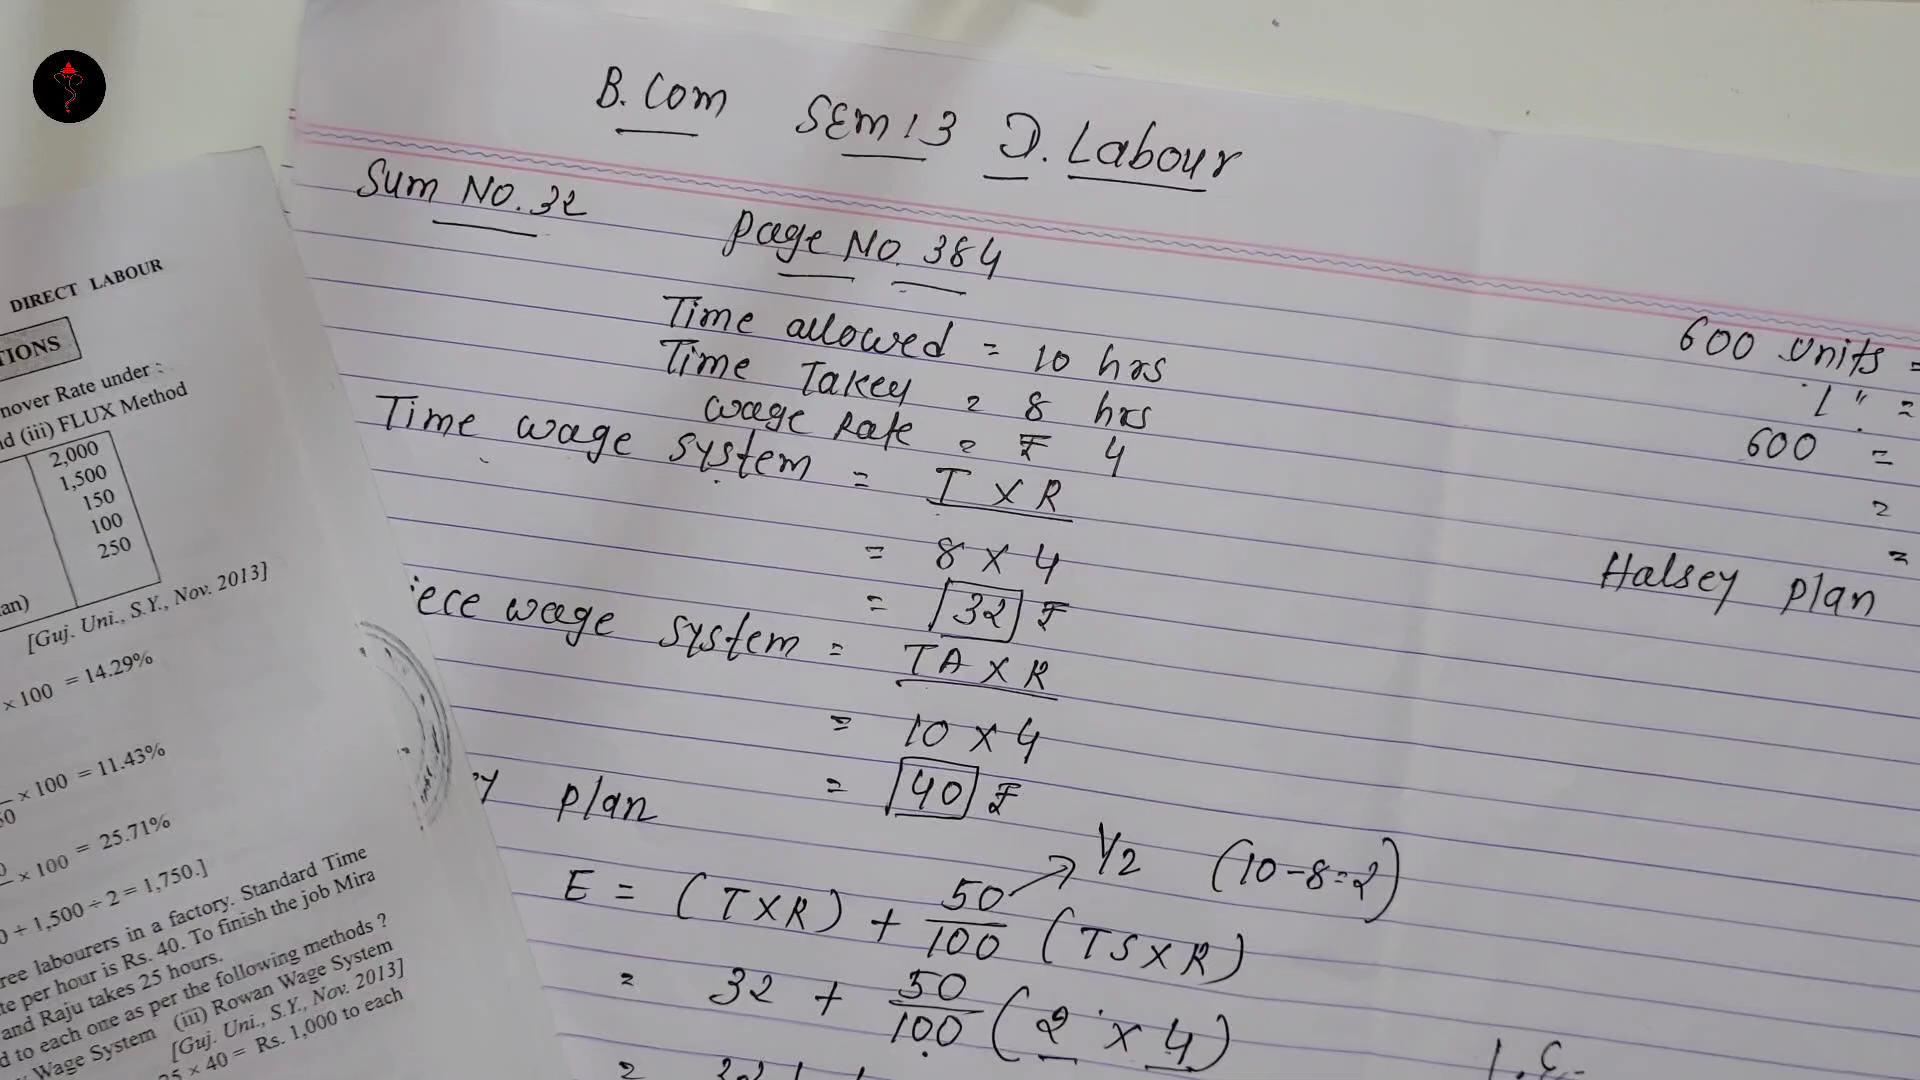 B. Com SEM 3 D. Labour
Sum NO. 32
Page NO. 384
Time allowed = 10 hrs
Time Taken = 8 hrs
wage Rate = ₹ 4
Time wage system = T X R
= 8 X 4
= 32 ₹
iece wage system = TA X R
= 10 X 4
= 40 ₹
ey plan
1/2 (10-8=2)
E = (TXR) + 50/100 (TSXR)
= 32 + 50/100 (2 x 4)
600 units =
1 " =
600 =
=
=
Halsey plan
DIRECT LABOUR
TIONS
nover Rate under :
nd (iii) FLUX Method
2,000
1,500
150
100
250
an)
[Guj. Uni., S.Y., Nov. 2013]
× 100 = 14.29%
× 100 = 11.43%
× 100 = 25.71%
0 + 1,500 ÷ 2 = 1,750.]
ree labourers in a factory. Standard Time
te per hour is Rs. 40. To finish the job Mira
and Raju takes 25 hours.
d to each one as per the following methods ?
Wage System (iii) Rowan Wage System
[Guj. Uni., S.Y., Nov. 2013]
25 × 40 = Rs. 1,000 to each